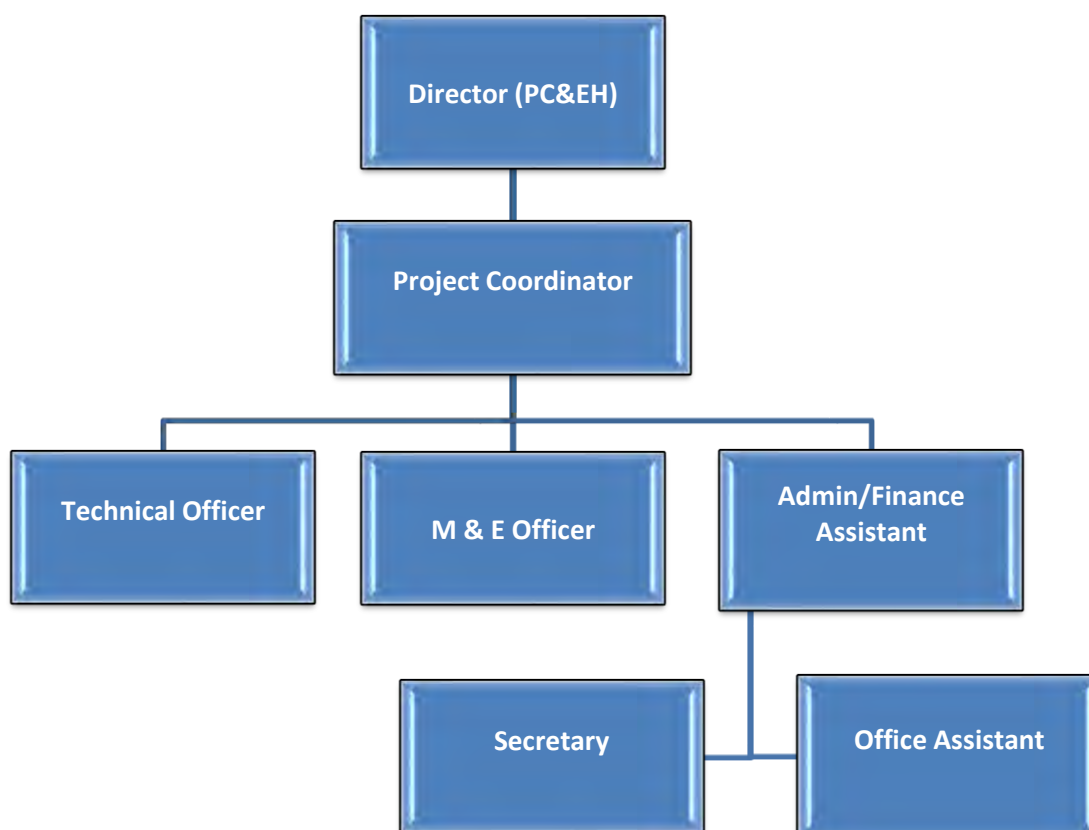 Director (PC&EH)
Project Coordinator
Technical Officer
M & E Officer
Admin/Finance
Assistant
Secretary
Office Assistant